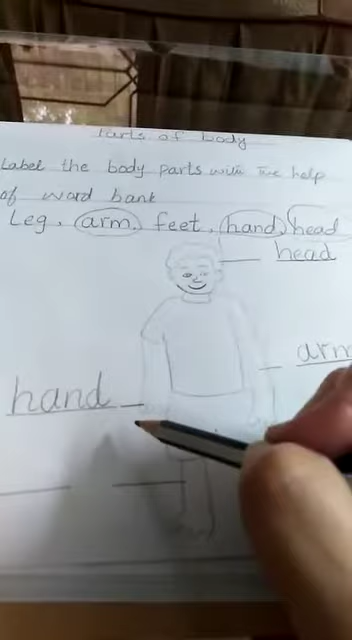 Parts of body
Label the body parts with the help
of word bank
Leg, arm, feet, hand, head
head
arm
hand